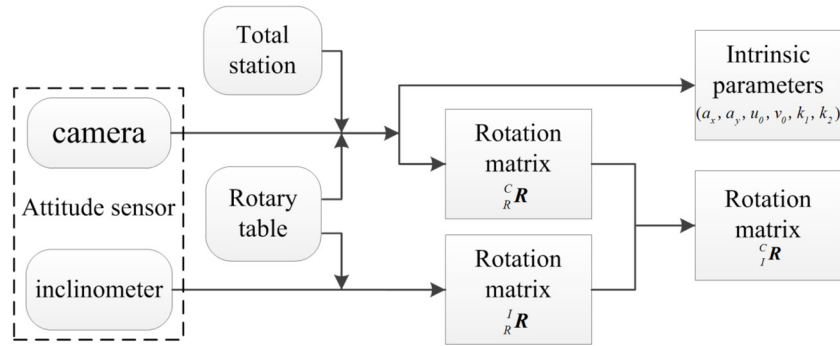 Total
station
Intrinsic
parameters
(a_x, a_y, u_0, v_0, k_1, k_2)
camera
Rotation
matrix
^C_R R
Attitude sensor
Rotary
table
Rotation
matrix
^C_I R
inclinometer
Rotation
matrix
^I_R R